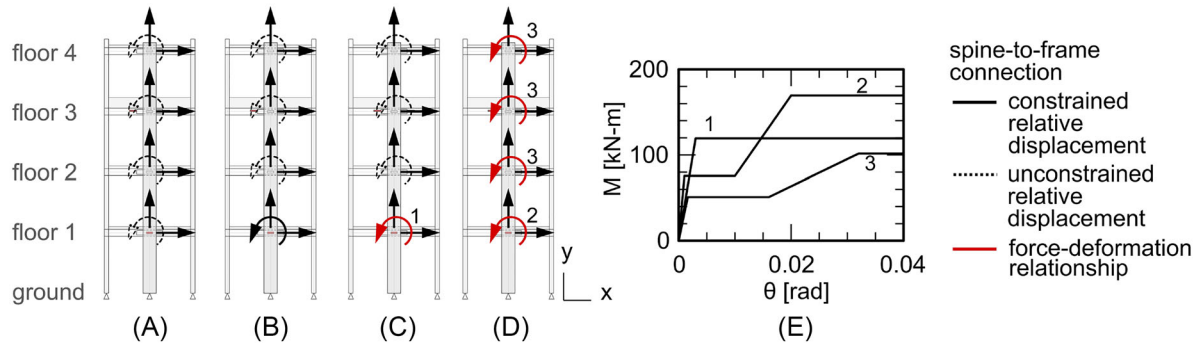 floor 4
floor 3
floor 2
floor 1
ground
3
3
3
1
2
y
x
(A)
(B)
(C)
(D)
M [kN-m]
200
100
0
1
2
3
0
0.02
0.04
θ [rad]
(E)
spine-to-frame
connection
constrained
relative
displacement
unconstrained
relative
displacement
force-deformation
relationship